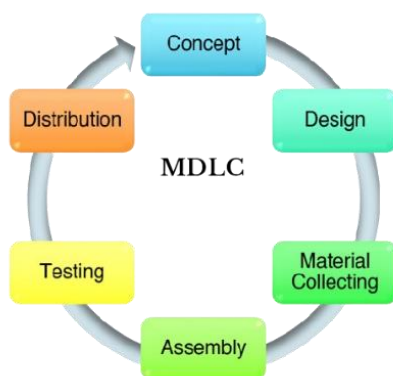 Concept
Distribution
Design
MDLC
Testing
Material
Collecting
Assembly